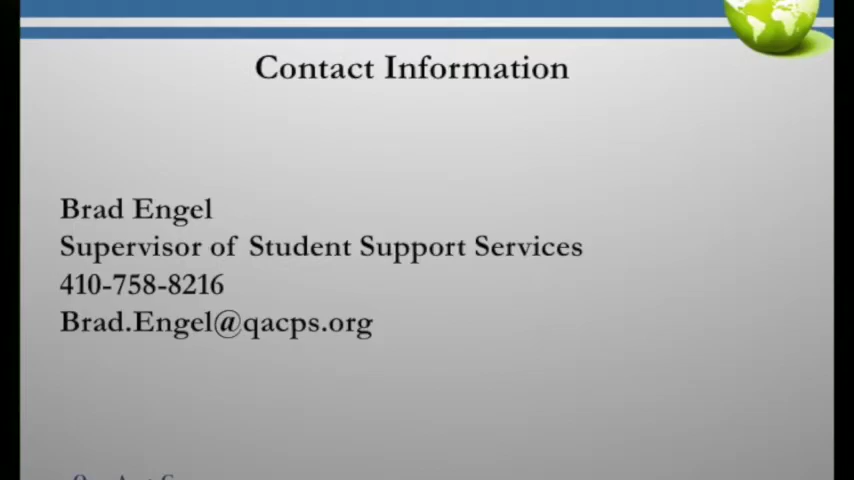 Contact Information
Brad Engel
Supervisor of Student Support Services
410-758-8216
Brad.Engel@qacps.org